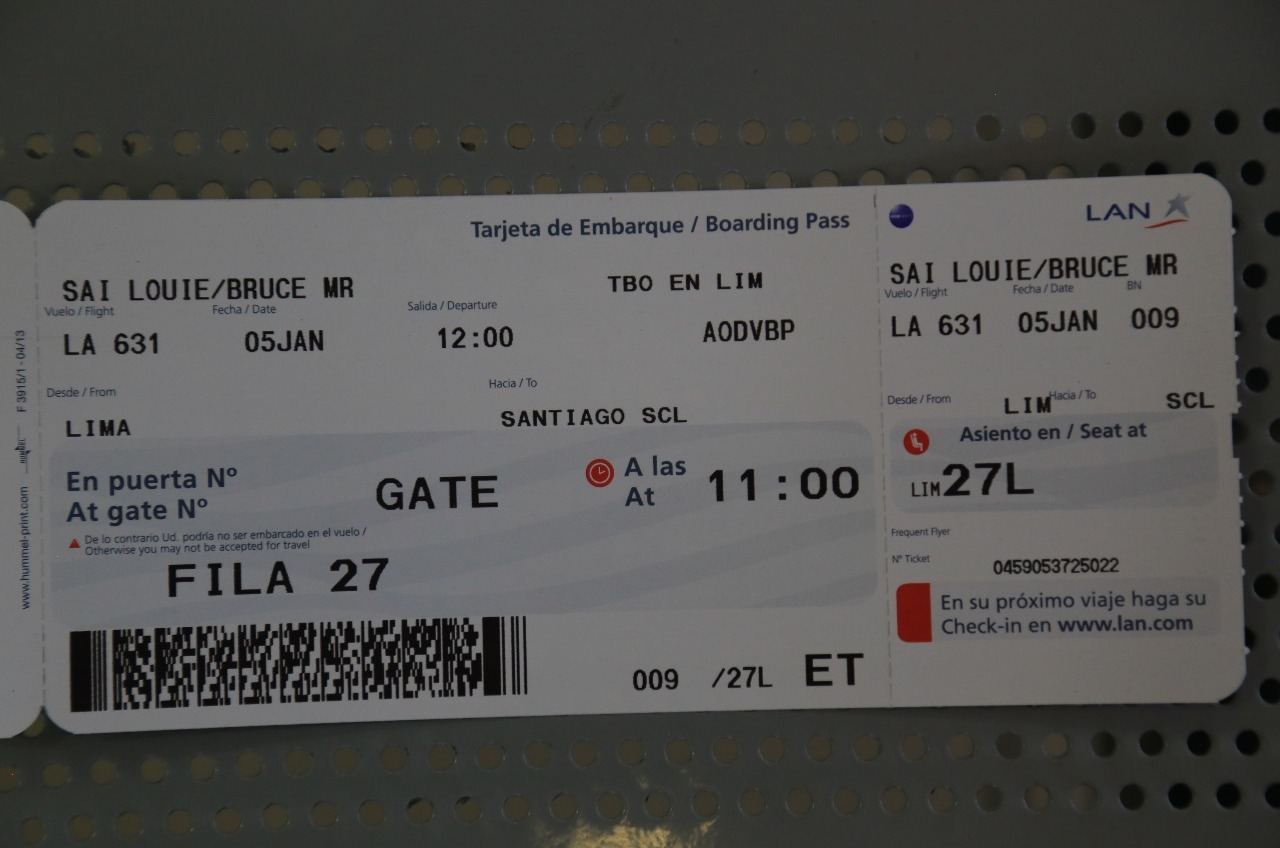 Tarjeta de Embarque / Boarding Pass
SAI LOUIE/BRUCE MR
TBO EN LIM
Vuelo / Flight
Fecha / Date
Salida / Departure
LA 631
05JAN
12:00
AODVBP
Desde / From
Hacia / To
LIMA
SANTIAGO SCL
En puerta Nº
At gate Nº
GATE
A las
At
11:00
De lo contrario Ud. podría no ser embarcado en el vuelo /
Otherwise you may not be accepted for travel
FILA 27
009 /27L ET
LAN
SAI LOUIE/BRUCE MR
Vuelo / Flight
Fecha / Date
BN
LA 631
05JAN
009
Desde / From
LIM
Hacia / To
SCL
Asiento en / Seat at
LIM27L
Frequent Flyer
Nº Ticket
0459053725022
En su próximo viaje haga su
Check-in en www.lan.com
www.hummel-print.com
F 3915/1 - 04/13